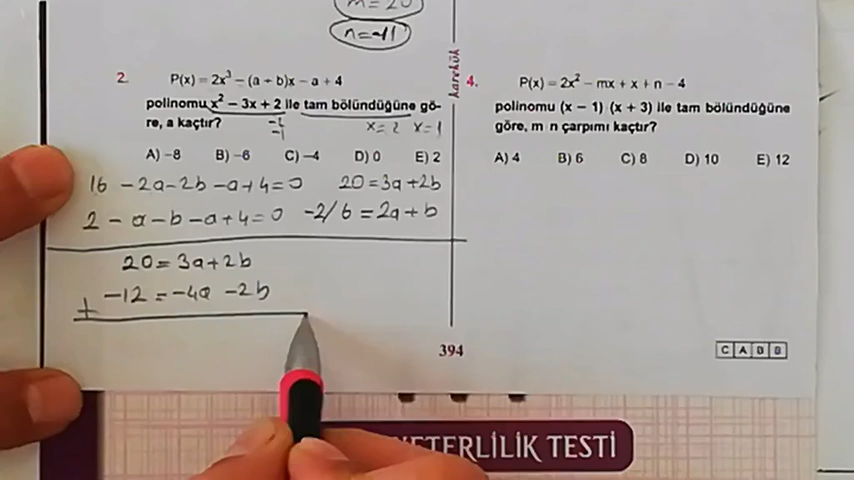 m=20
n=-11
2. P(x) = 2x³ – (a + b)x – a + 4
polinomu x² – 3x + 2 ile tam bölündüğüne gö-
re, a kaçtır?
-2
-1
x=2 x=1
A) –8 B) –6 C) –4 D) 0 E) 2
16 -2a-2b-a+4=0 20=3a+2b
2-a-b-a+4=0 -2/6=2a+b
20=3a+2b
-12=-4a-2b
+
karekök
4. P(x) = 2x² – mx + x + n – 4
polinomu (x – 1) (x + 3) ile tam bölündüğüne
göre, m n çarpımı kaçtır?
A) 4 B) 6 C) 8 D) 10 E) 12
394
C A D B
TESTİ